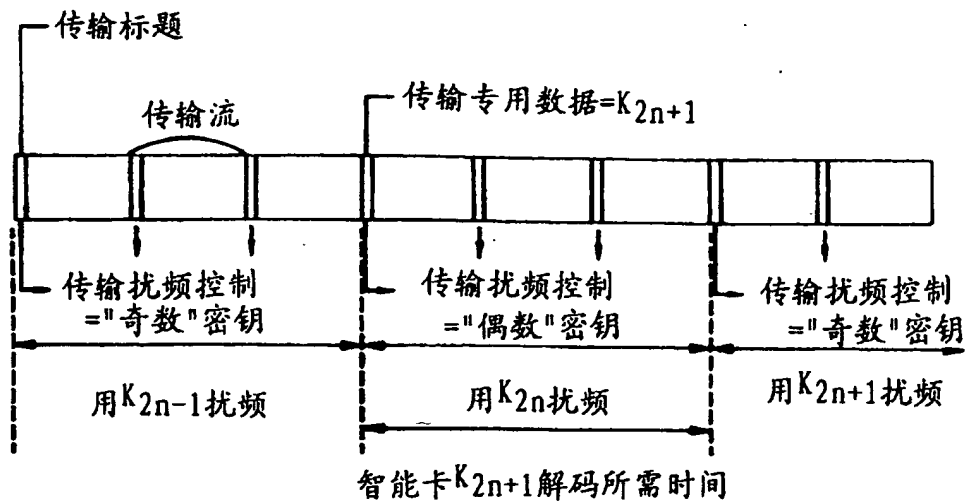 传输标题
传输流
传输专用数据=K2n+1
传输扰频控制
="奇数"密钥
传输扰频控制
="偶数"密钥
传输扰频控制
="奇数"密钥
用K2n-1扰频
用K2n扰频
用K2n+1扰频
智能卡K2n+1解码所需时间